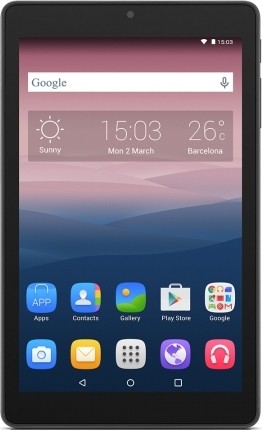 15:03
Google
15:03 26°C
Sunny Mon 2 March Barcelona
APP
Apps Contacts Gallery Play Store Google